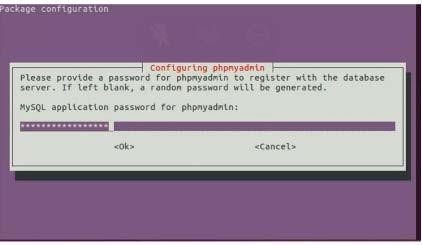 Package configuration
Configuring phpmyadmin
Please provide a password for phpmyadmin to register with the database
server. If left blank, a random password will be generated.
MySQL application password for phpmyadmin:
*****************
<Ok> <Cancel>